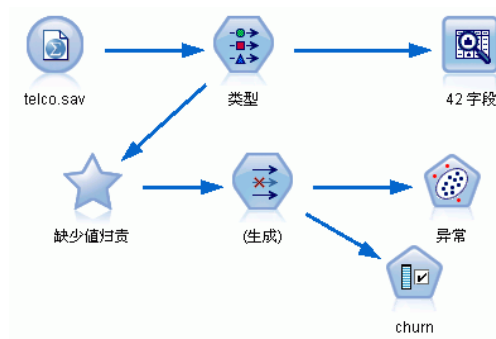 telco.sav
类型
42 字段
缺少值归责
(生成)
异常
churn